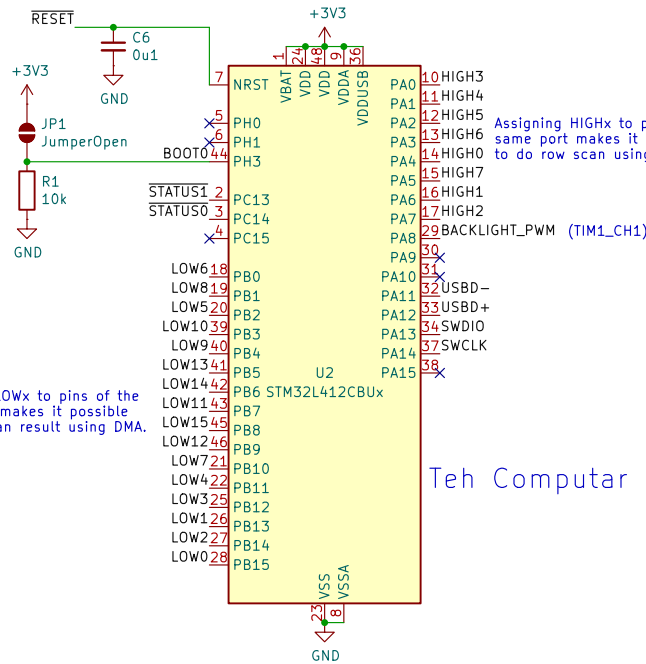 RESET
+3V3
C6
0u1
GND
+3V3
JP1
JumperOpen
R1
10k
GND
1
24
48
9
36
VBAT
VDD
VDD
VDDA
VDDUSB
7 NRST
5 PH0
6 PH1
BOOT0 44 PH3
STATUS1 2 PC13
STATUS0 3 PC14
4 PC15
LOW6 18 PB0
LOW8 19 PB1
LOW5 20 PB2
LOW10 39 PB3
LOW9 40 PB4
LOW13 41 PB5
LOW14 42 PB6
LOW11 43 PB7
LOW15 45 PB8
LOW12 46 PB9
LOW7 21 PB10
LOW4 22 PB11
LOW3 25 PB12
LOW1 26 PB13
LOW2 27 PB14
LOW0 28 PB15
PA0 10 HIGH3
PA1 11 HIGH4
PA2 12 HIGH5
PA3 13 HIGH6
PA4 14 HIGH0
PA5 15 HIGH7
PA6 16 HIGH1
PA7 17 HIGH2
PA8 29 BACKLIGHT_PWM (TIM1_CH1)
PA9 30
PA10 31
PA11 32 USBD-
PA12 33 USBD+
PA13 34 SWDIO
PA14 37 SWCLK
PA15 38
U2
STM32L412CBUx
VSS
VSSA
23
8
GND
Assigning HIGHx to p
same port makes it
to do row scan using
OWx to pins of the
makes it possible
an result using DMA.
Teh Computar